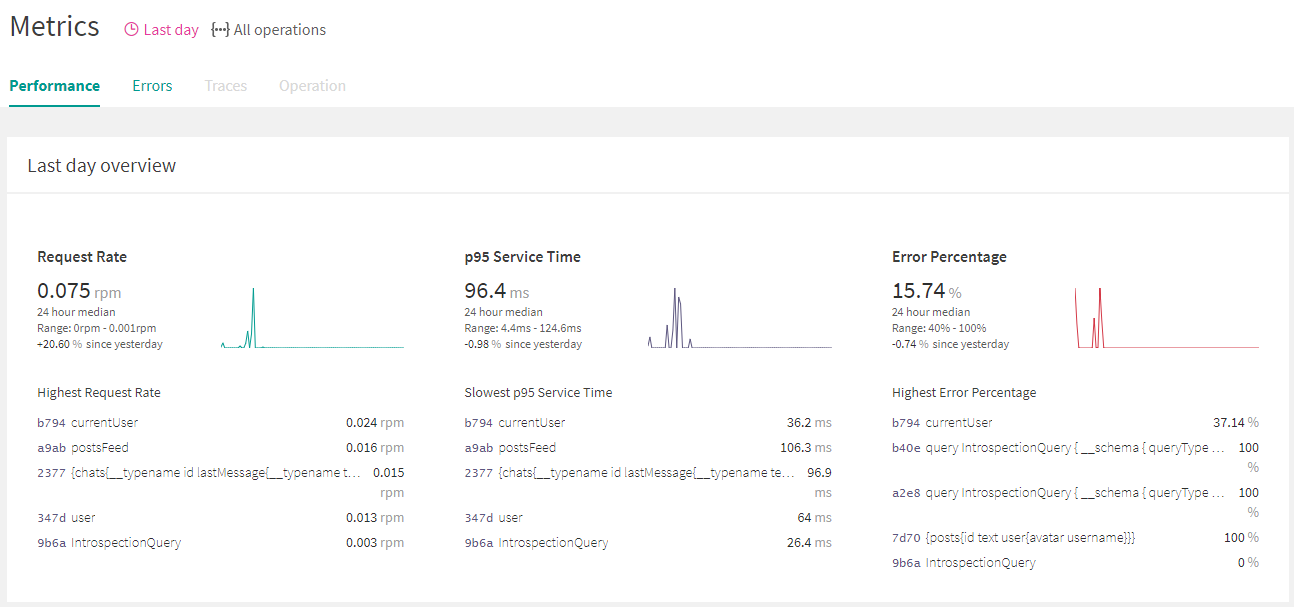 Metrics
Last day
{···} All operations
Performance
Errors
Traces
Operation
Last day overview
Request Rate
0.075 rpm
24 hour median
Range: 0rpm - 0.001rpm
+20.60 % since yesterday
Highest Request Rate
b794 currentUser 0.024 rpm
a9ab postsFeed 0.016 rpm
2377 {chats{__typename id lastMessage{__typename t... 0.015
rpm
347d user 0.013 rpm
9b6a IntrospectionQuery 0.003 rpm
p95 Service Time
96.4 ms
24 hour median
Range: 4.4ms - 124.6ms
-0.98 % since yesterday
Slowest p95 Service Time
b794 currentUser 36.2 ms
a9ab postsFeed 106.3 ms
2377 {chats{__typename id lastMessage{__typename te... 96.9
ms
347d user 64 ms
9b6a IntrospectionQuery 26.4 ms
Error Percentage
15.74 %
24 hour median
Range: 40% - 100%
-0.74 % since yesterday
Highest Error Percentage
b794 currentUser 37.14 %
b40e query IntrospectionQuery { __schema { queryType ... 100
%
a2e8 query IntrospectionQuery { __schema { queryType ... 100
%
7d70 {posts{id text user{avatar username}}} 100 %
9b6a IntrospectionQuery 0 %